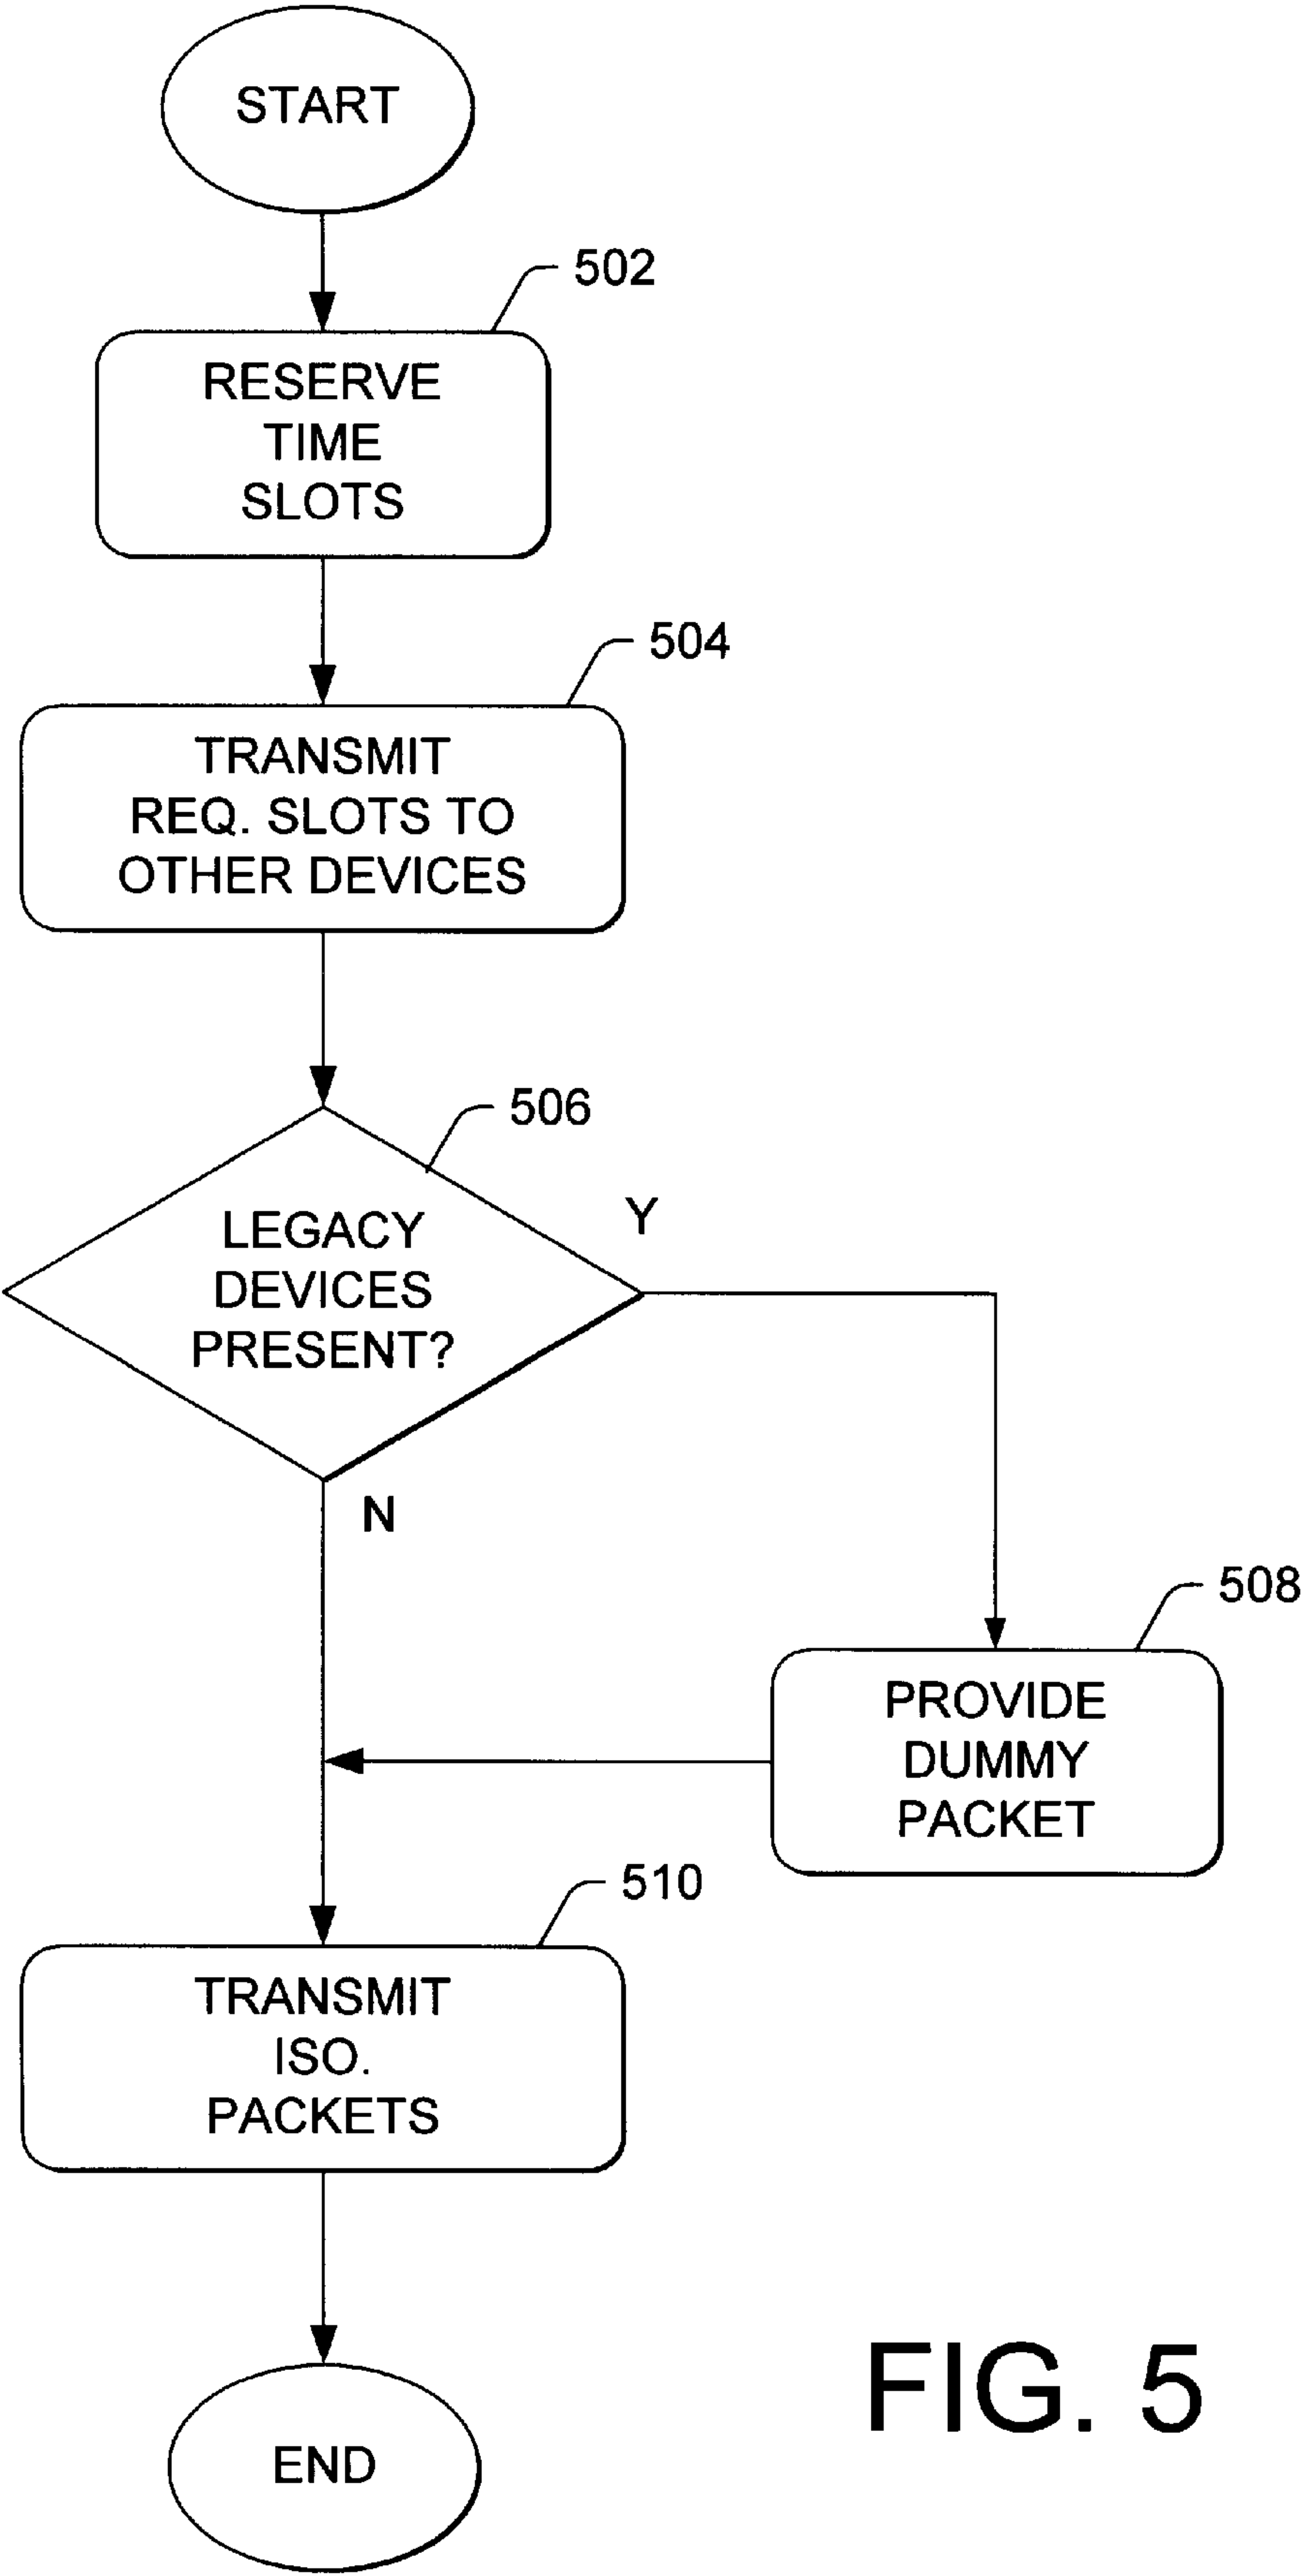 START
502
RESERVE
TIME
SLOTS
504
TRANSMIT
REQ. SLOTS TO
OTHER DEVICES
506
LEGACY
DEVICES
PRESENT?
Y
N
508
PROVIDE
DUMMY
PACKET
510
TRANSMIT
ISO.
PACKETS
END
FIG. 5